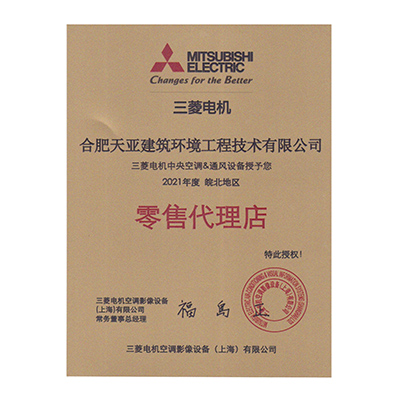 MITSUBISHI
ELECTRIC
Changes for the Better
三菱电机
合肥天亚建筑环境工程技术有限公司
三菱电机中央空调&通风设备授予您
2021年度 皖北地区
零售代理店
特此授权！
三菱电机空调影像设备
(上海)有限公司
常务董事总经理
福島 正
三菱电机空调影像设备（上海）有限公司